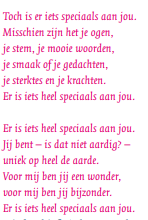 Toch is er iets speciaals aan jou.
Misschien zijn het je ogen,
je stem, je mooie woorden,
je smaak of je gedachten,
je sterktes en je krachten.
Er is iets heel speciaals aan jou.

Er is iets heel speciaals aan jou.
Jij bent – is dat niet aardig? –
uniek op heel de aarde.
Voor mij ben jij een wonder,
voor mij ben jij bijzonder.
Er is iets heel speciaals aan jou.